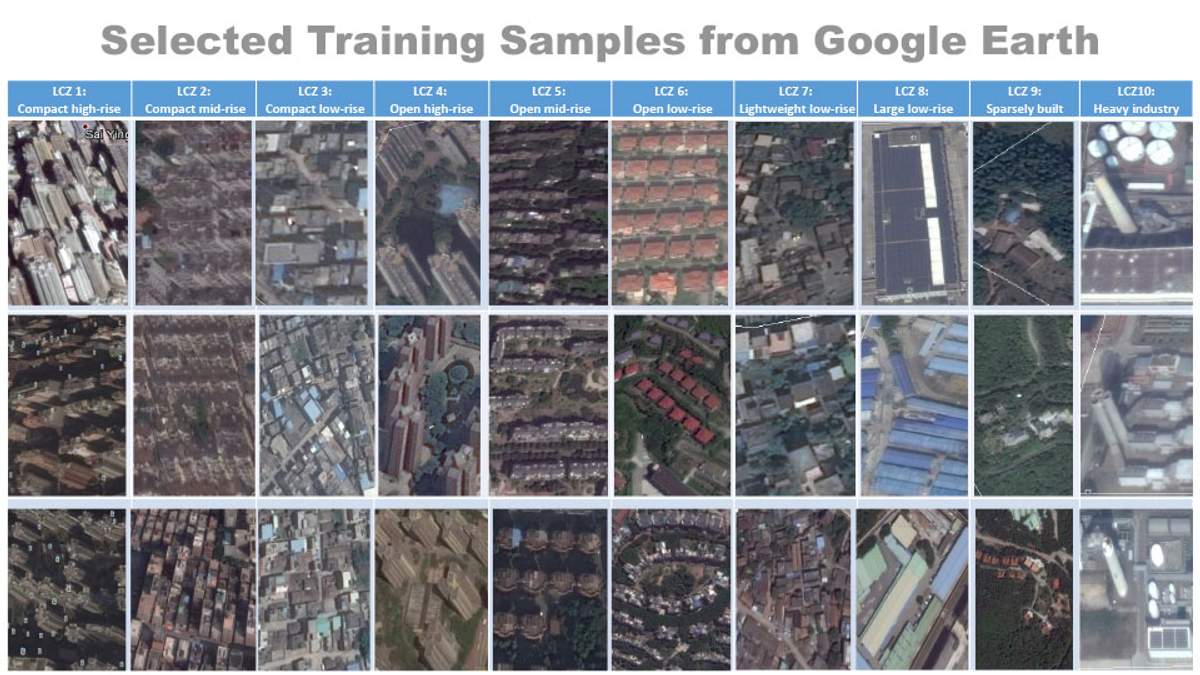 Selected Training Samples from Google Earth
LCZ 1: LCZ 2: LCZ 3: LCZ 4: LCZ 5: LCZ 6: LCZ 7: LCZ 8: LCZ 9: LCZ10:
Compact high-rise Compact mid-rise Compact low-rise Open high-rise Open mid-rise Open low-rise Lightweight low-rise Large low-rise Sparsely built Heavy industry
Sai Ying